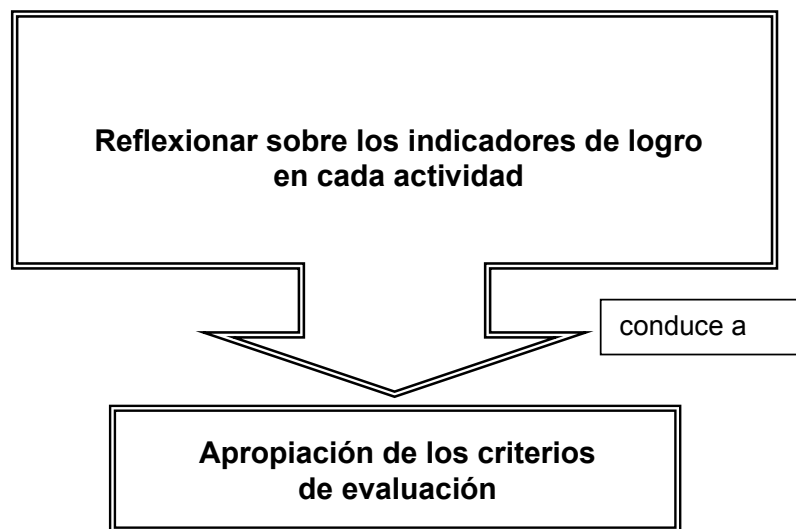 Reflexionar sobre los indicadores de logro
en cada actividad
conduce a
Apropiación de los criterios
de evaluación